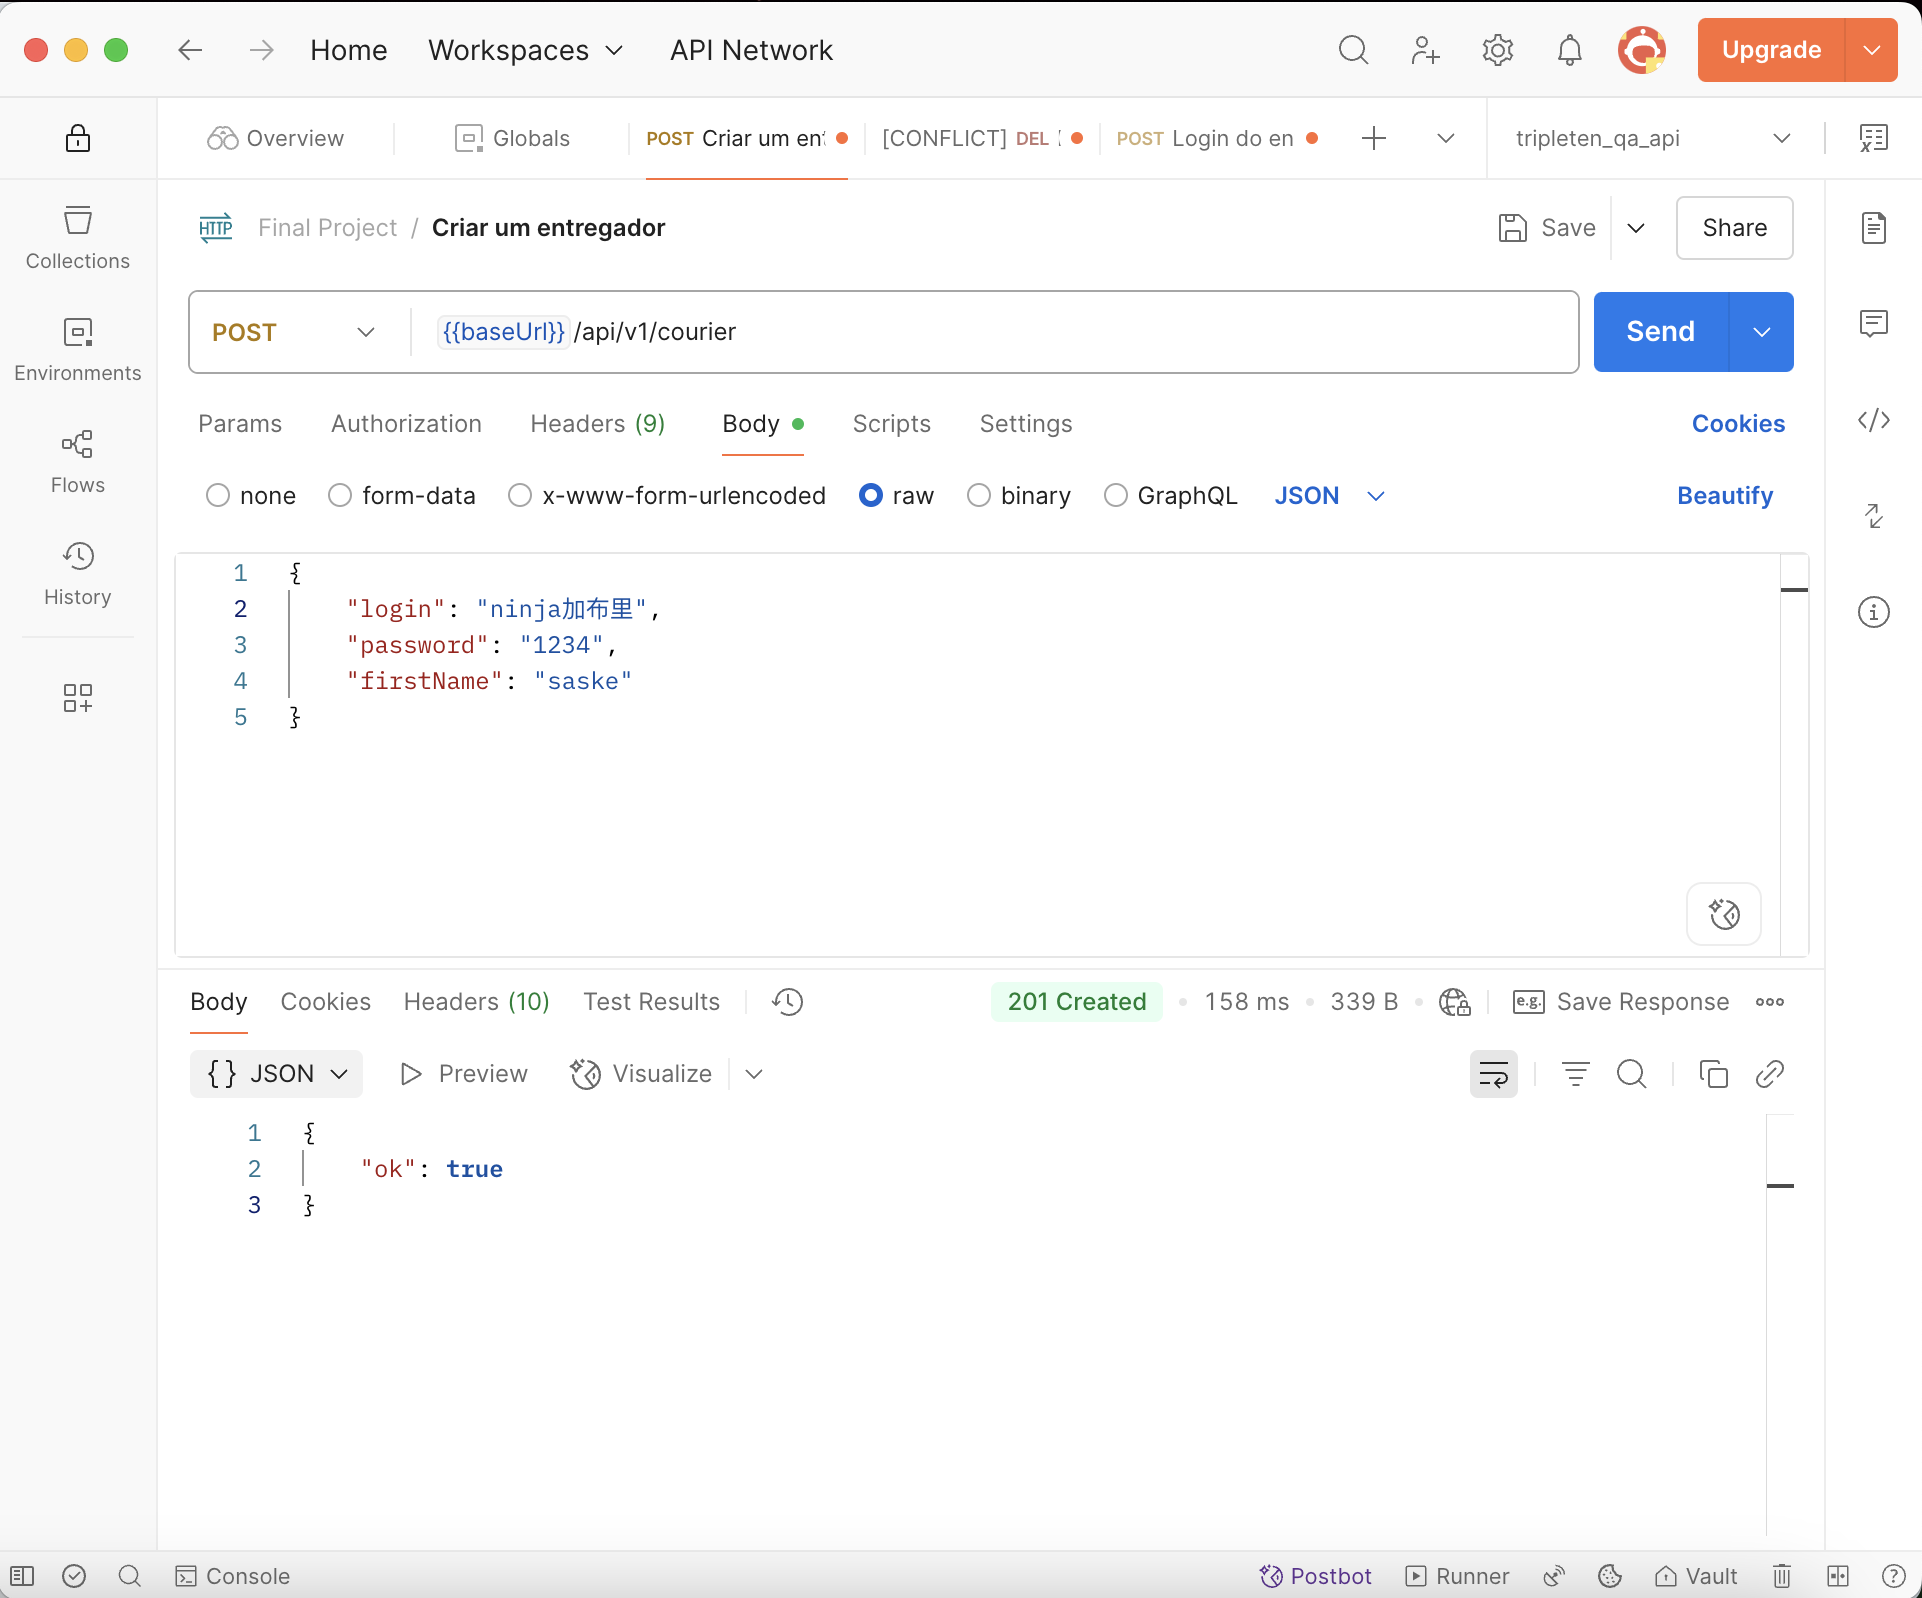 Home Workspaces API Network Upgrade
Overview Globals POST Criar um ent [CONFLICT] DEL POST Login do en tripleten_qa_api
HTTP Final Project / Criar um entregador Save Share
POST {{baseUrl}}/api/v1/courier Send
Params Authorization Headers (9) Body Scripts Settings Cookies
none form-data x-www-form-urlencoded raw binary GraphQL JSON Beautify
Collections
Environments
Flows
History
1 {
2 "login": "ninja加布里",
3 "password": "1234",
4 "firstName": "saske"
5 }
Body Cookies Headers (10) Test Results 201 Created 158 ms 339 B e.g. Save Response
{} JSON Preview Visualize
1 {
2 "ok": true
3 }
Console Postbot Runner Vault